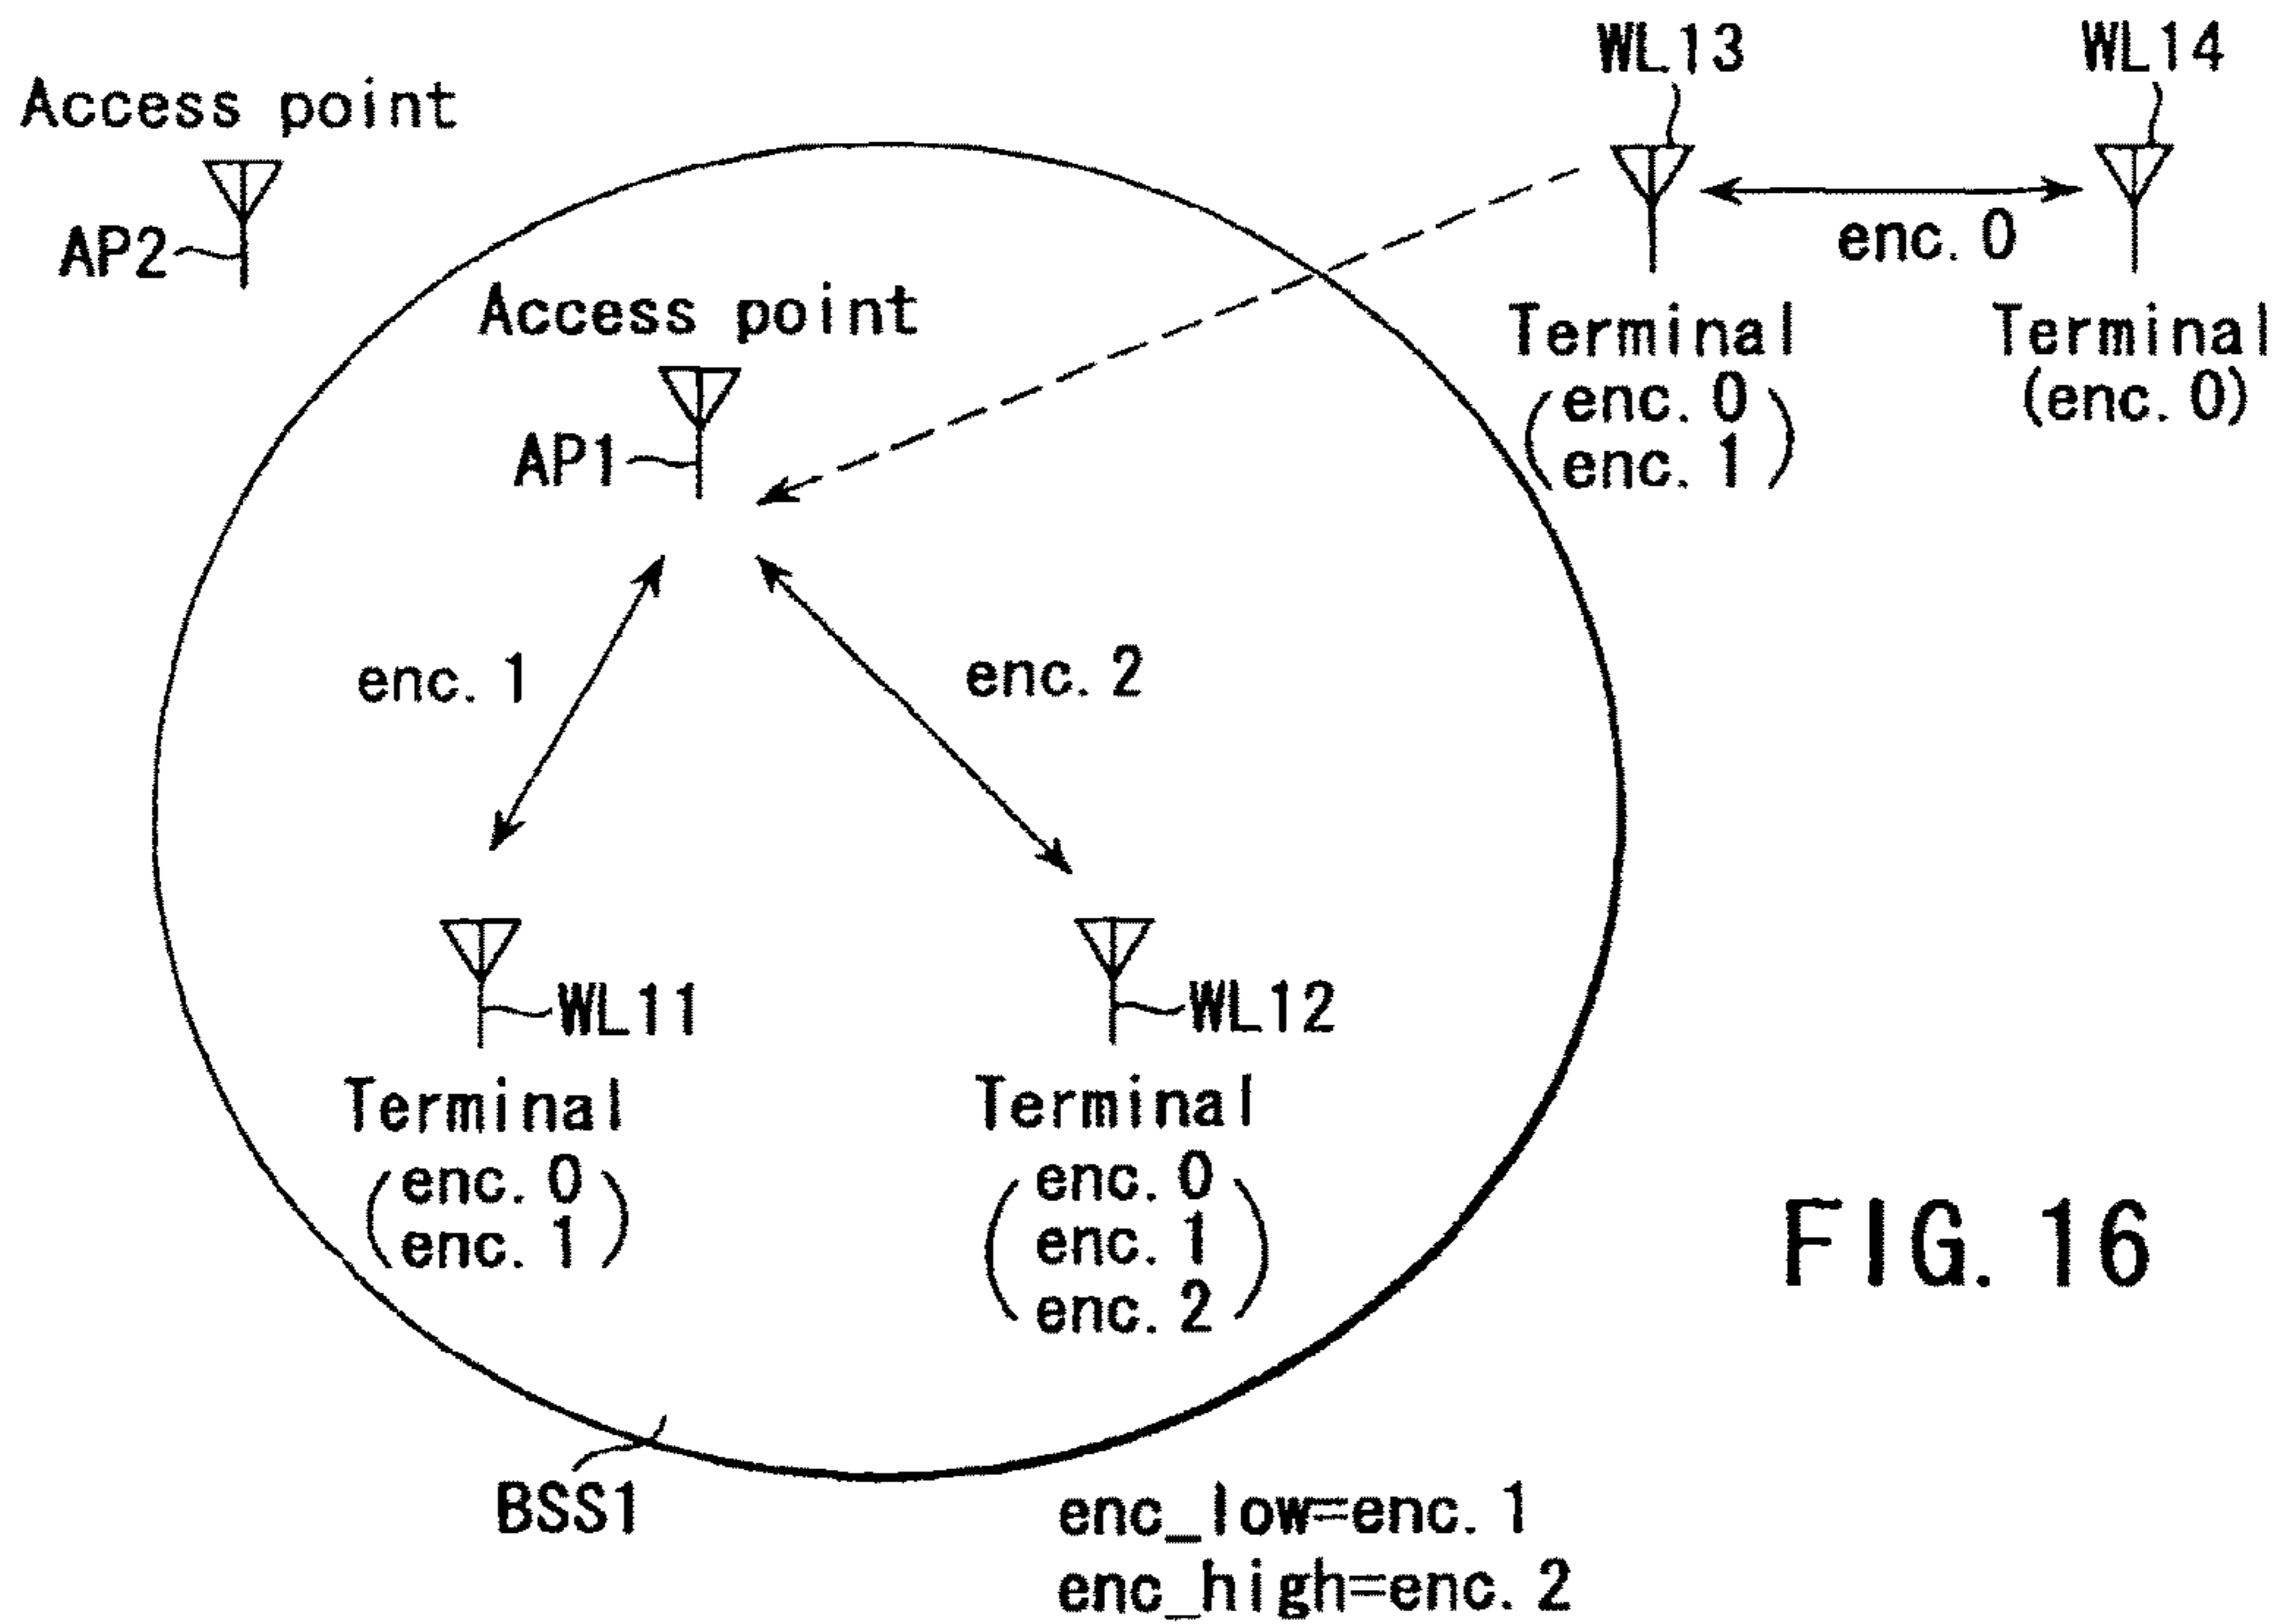 WL13
WL14
Access point
AP2
enc. 0
Access point
AP1
Terminal
(enc. 0
enc. 1)
Terminal
(enc. 0)
enc. 1
enc. 2
WL11
WL12
Terminal
(enc. 0
enc. 1)
Terminal
(enc. 0
enc. 1
enc. 2)
FIG. 16
BSS1
enc_low=enc. 1
enc_high=enc. 2